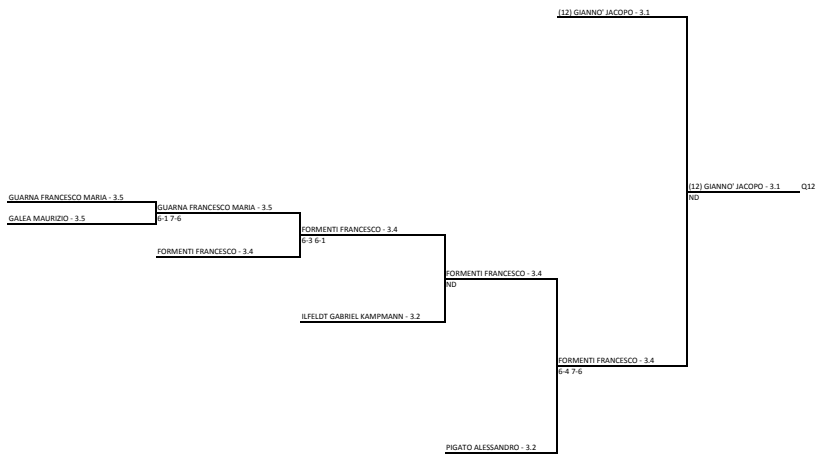 (12) GIANNO' JACOPO - 3.1
(12) GIANNO' JACOPO - 3.1 Q12
ND
GUARNA FRANCESCO MARIA - 3.5
GUARNA FRANCESCO MARIA - 3.5
6-1 7-6
GALEA MAURIZIO - 3.5
FORMENTI FRANCESCO - 3.4
6-3 6-1
FORMENTI FRANCESCO - 3.4
FORMENTI FRANCESCO - 3.4
ND
ILFELDT GABRIEL KAMPMANN - 3.2
FORMENTI FRANCESCO - 3.4
6-4 7-6
PIGATO ALESSANDRO - 3.2